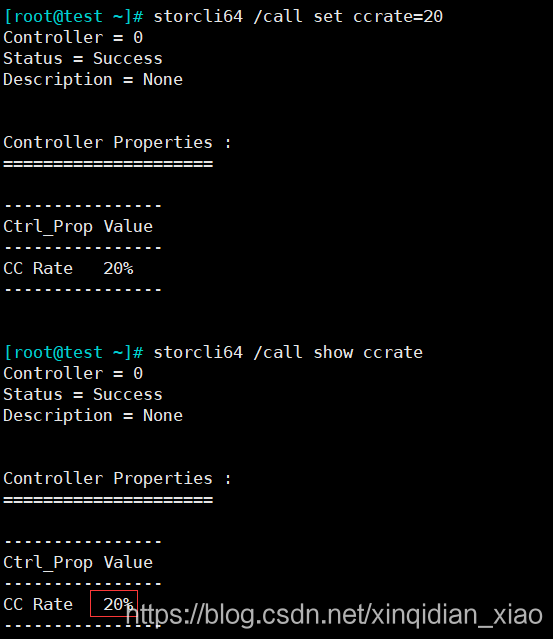 [root@test ~]# storcli64 /call set ccrate=20
Controller = 0
Status = Success
Description = None
Controller Properties :
=====================
----------------
Ctrl_Prop Value
----------------
CC Rate   20%
----------------
[root@test ~]# storcli64 /call show ccrate
Controller = 0
Status = Success
Description = None
Controller Properties :
=====================
----------------
Ctrl_Prop Value
----------------
CC Rate   20%
----------------
https://blog.csdn.net/xinqidian_xiao